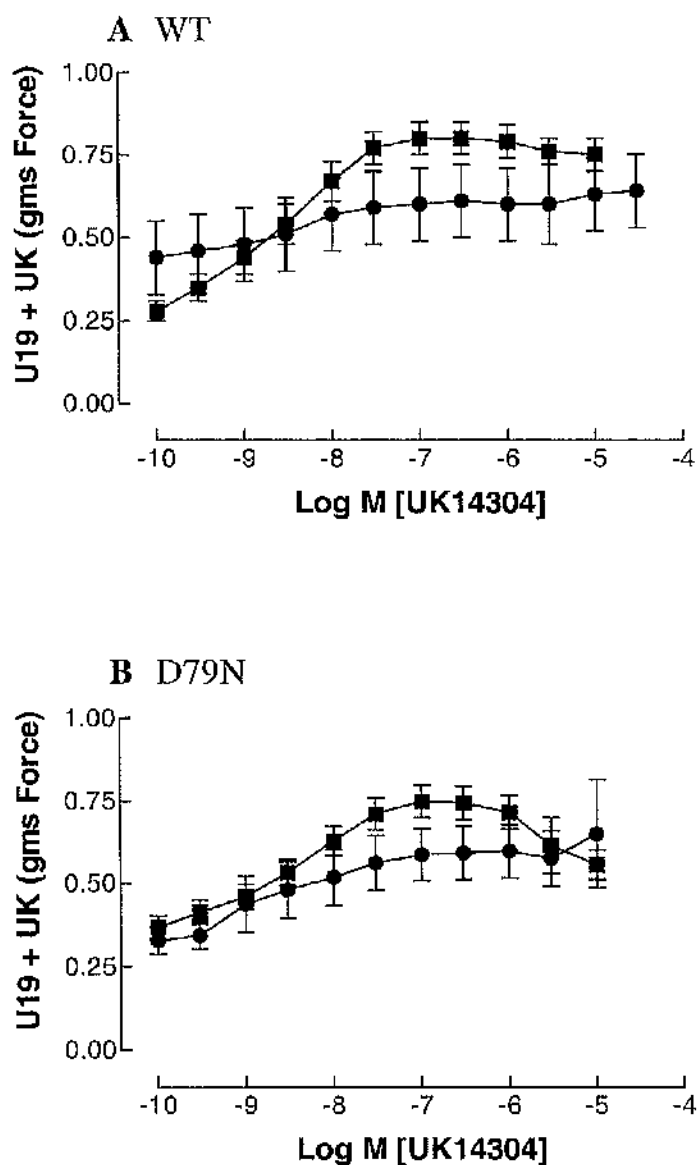 A WT
U19 + UK (gms Force)
1.00
0.75
0.50
0.25
0.00
-10 -9 -8 -7 -6 -5 -4
Log M [UK14304]
B D79N
U19 + UK (gms Force)
1.00
0.75
0.50
0.25
0.00
-10 -9 -8 -7 -6 -5 -4
Log M [UK14304]